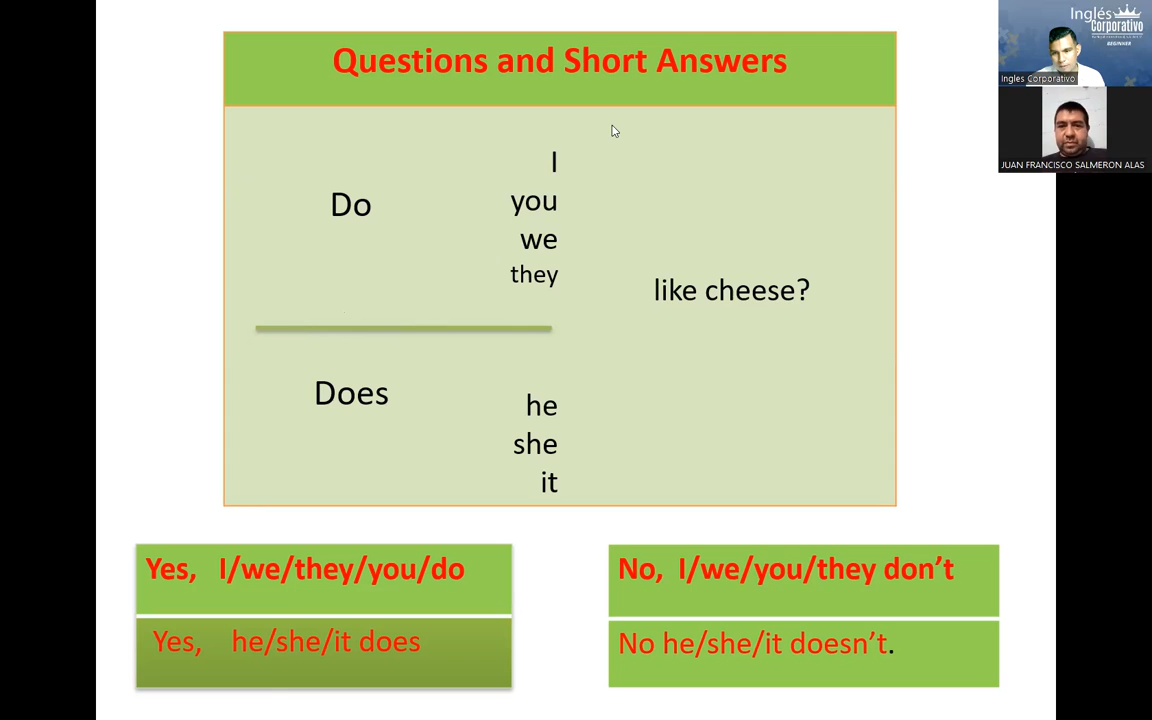 Questions and Short Answers
Do
I
you
we
they
like cheese?
Does
he
she
it
Yes, I/we/they/you/do
No, I/we/you/they don’t
Yes, he/she/it does
No he/she/it doesn’t.
Inglés
Corporativo
BEGINNER
Ingles Corporativo
JUAN FRANCISCO SALMERON ALAS